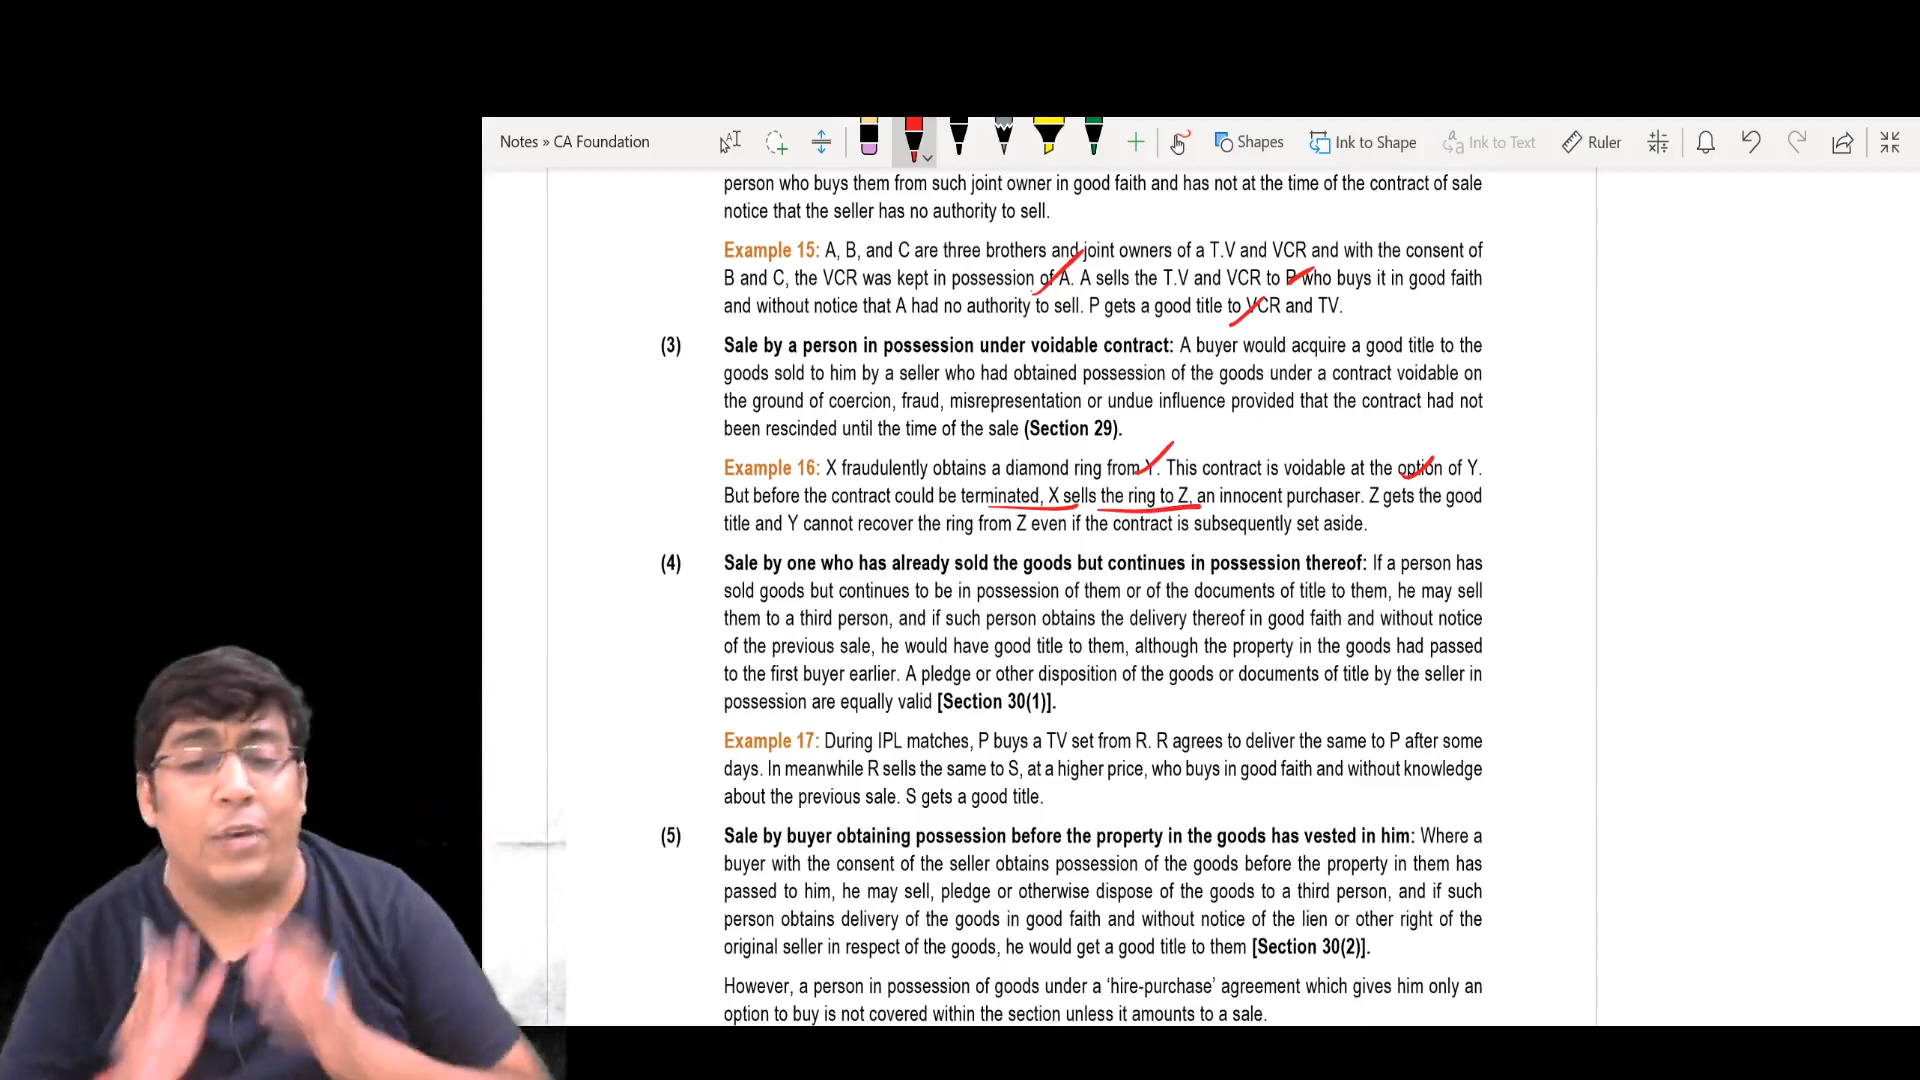 Notes » CA Foundation
Shapes
Ink to Shape
Ink to Text
Ruler
person who buys them from such joint owner in good faith and has not at the time of the contract of sale
notice that the seller has no authority to sell.
Example 15: A, B, and C are three brothers and joint owners of a T.V and VCR and with the consent of
B and C, the VCR was kept in possession of A. A sells the T.V and VCR to P who buys it in good faith
and without notice that A had no authority to sell. P gets a good title to VCR and TV.
(3) Sale by a person in possession under voidable contract: A buyer would acquire a good title to the
goods sold to him by a seller who had obtained possession of the goods under a contract voidable on
the ground of coercion, fraud, misrepresentation or undue influence provided that the contract had not
been rescinded until the time of the sale (Section 29).
Example 16: X fraudulently obtains a diamond ring from Y. This contract is voidable at the option of Y.
But before the contract could be terminated, X sells the ring to Z, an innocent purchaser. Z gets the good
title and Y cannot recover the ring from Z even if the contract is subsequently set aside.
(4) Sale by one who has already sold the goods but continues in possession thereof: If a person has
sold goods but continues to be in possession of them or of the documents of title to them, he may sell
them to a third person, and if such person obtains the delivery thereof in good faith and without notice
of the previous sale, he would have good title to them, although the property in the goods had passed
to the first buyer earlier. A pledge or other disposition of the goods or documents of title by the seller in
possession are equally valid [Section 30(1)].
Example 17: During IPL matches, P buys a TV set from R. R agrees to deliver the same to P after some
days. In meanwhile R sells the same to S, at a higher price, who buys in good faith and without knowledge
about the previous sale. S gets a good title.
(5) Sale by buyer obtaining possession before the property in the goods has vested in him: Where a
buyer with the consent of the seller obtains possession of the goods before the property in them has
passed to him, he may sell, pledge or otherwise dispose of the goods to a third person, and if such
person obtains delivery of the goods in good faith and without notice of the lien or other right of the
original seller in respect of the goods, he would get a good title to them [Section 30(2)].
However, a person in possession of goods under a ‘hire-purchase’ agreement which gives him only an
option to buy is not covered within the section unless it amounts to a sale.